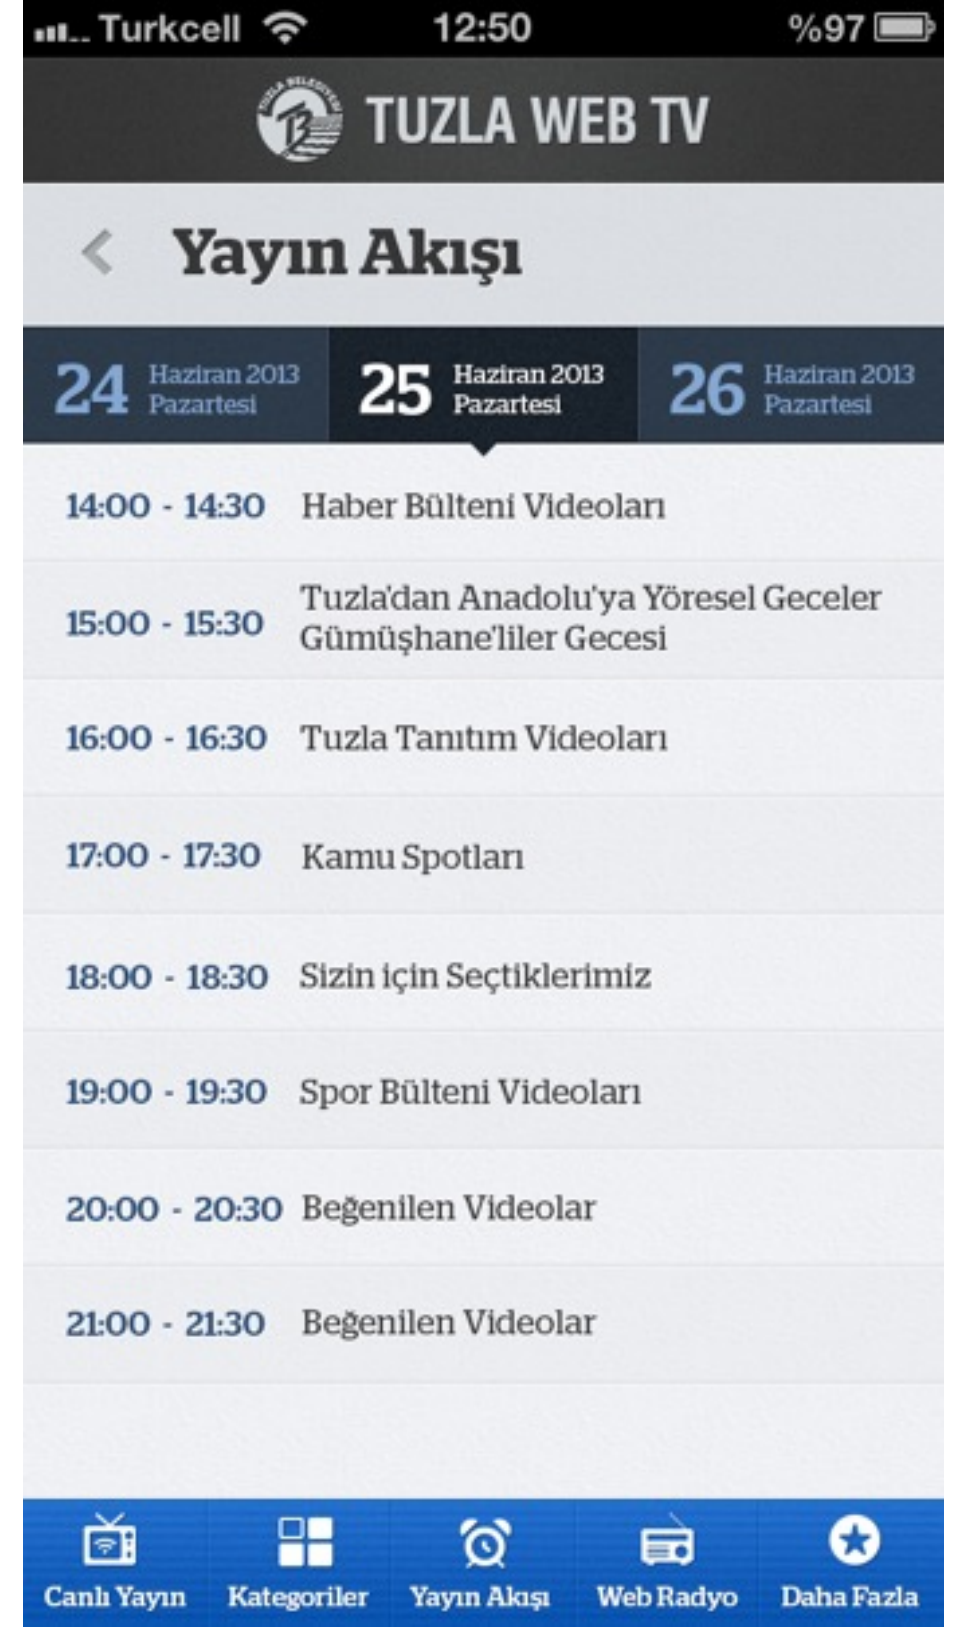 Turkcell 12:50 %97
TUZLA BELEDİYESİ
TB
TUZLA WEB TV
Yayın Akışı
24 Haziran 2013 Pazartesi
25 Haziran 2013 Pazartesi
26 Haziran 2013 Pazartesi
14:00 - 14:30 Haber Bülteni Videoları
15:00 - 15:30 Tuzla'dan Anadolu'ya Yöresel Geceler
Gümüşhane'liler Gecesi
16:00 - 16:30 Tuzla Tanıtım Videoları
17:00 - 17:30 Kamu Spotları
18:00 - 18:30 Sizin için Seçtiklerimiz
19:00 - 19:30 Spor Bülteni Videoları
20:00 - 20:30 Beğenilen Videolar
21:00 - 21:30 Beğenilen Videolar
Canlı Yayın Kategoriler Yayın Akışı Web Radyo Daha Fazla